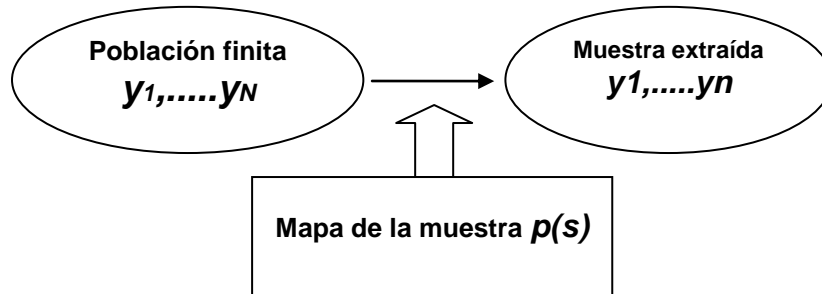 Población finita
y1,.....yN
Muestra extraída
y1,.....yn
Mapa de la muestra p(s)